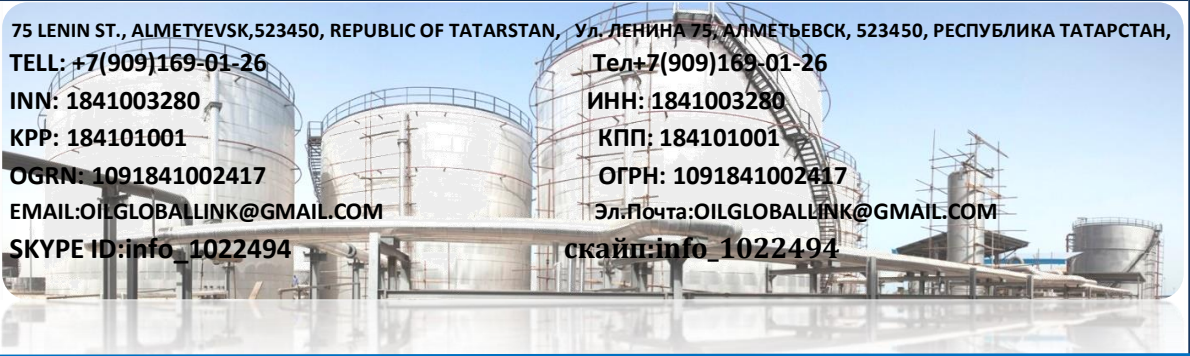 75 LENIN ST., ALMETYEVSK,523450, REPUBLIC OF TATARSTAN, Ул. ЛЕНИНА 75, АЛМЕТЬЕВСК, 523450, РЕСПУБЛИКА ТАТАРСТАН,
TELL: +7(909)169-01-26 Тел+7(909)169-01-26
INN: 1841003280 ИНН: 1841003280
KPP: 184101001 КПП: 184101001
OGRN: 1091841002417 ОГРН: 1091841002417
EMAIL:OILGLOBALLINK@GMAIL.COM Эл.Почта:OILGLOBALLINK@GMAIL.COM
SKYPE ID:info_1022494 скайп:info_1022494